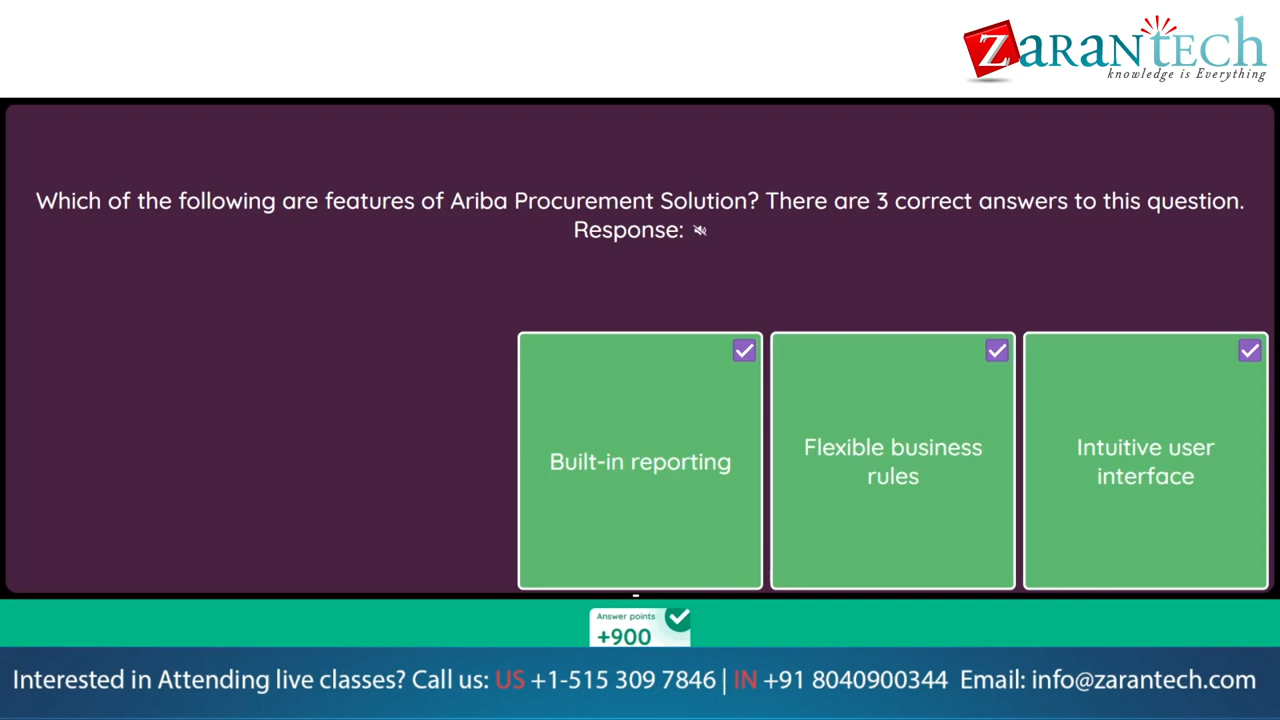 ZaranTech
knowledge is Everything
Which of the following are features of Ariba Procurement Solution? There are 3 correct answers to this question.
Response:
Built-in reporting
Flexible business
rules
Intuitive user
interface
Answer points
+900
Interested in Attending live classes? Call us: US +1-515 309 7846 | IN +91 8040900344 Email: info@zarantech.com